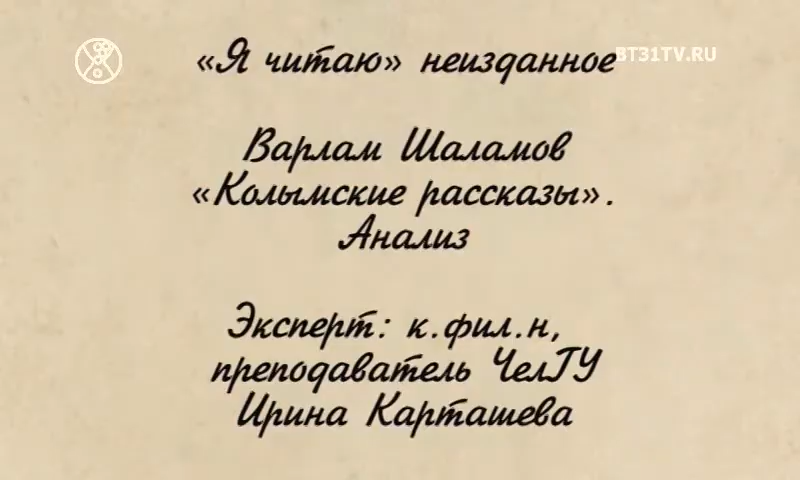 «Я читаю» неизданное
BT31TV.RU
Варлам Шаламов
«Колымские рассказы».
Анализ
Эксперт: к.фил.н,
преподаватель ЧелГУ
Ирина Карташева